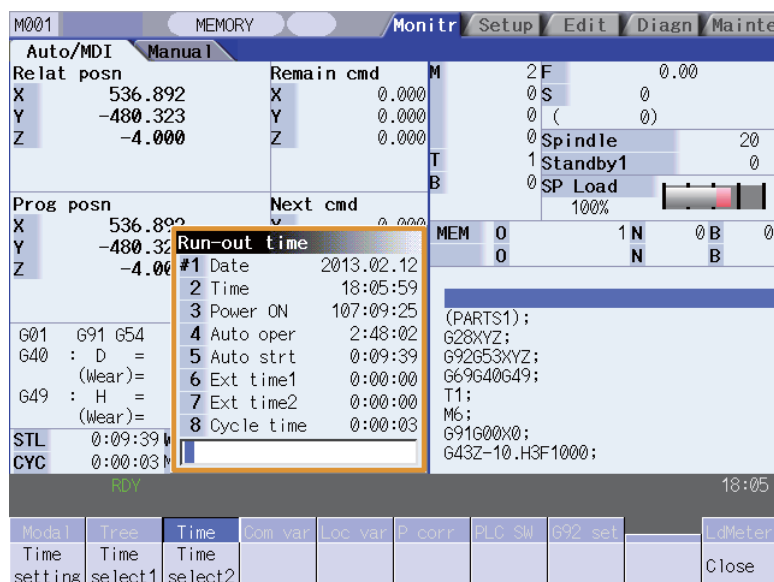 M001 MEMORY Monitr Setup Edit Diagn Mainte
Auto/MDI Manual
Relat posn Remain cmd M 2 F 0.00
X 536.892 X 0.000 0 S 0
Y -480.323 Y 0.000 0 ( 0)
Z -4.000 Z 0.000 0 Spindle 20
T 1 Standby1 0
B 0 SP Load
Prog posn Next cmd 100%
X 536.892 0.000 MEM O 1 N 0 B 0
Y -480.32 O N B
Z -4.00
Run-out time
#1 Date 2013.02.12
2 Time 18:05:59
3 Power ON 107:09:25
4 Auto oper 2:48:02
5 Auto strt 0:09:39
6 Ext time1 0:00:00
7 Ext time2 0:00:00
8 Cycle time 0:00:03
G01 G91 G54
G40 : D =
(Wear)=
G49 : H =
(Wear)=
STL 0:09:39
CYC 0:00:03
(PARTS1);
G28XYZ;
G92G53XYZ;
G69G40G49;
T1;
M6;
G91G00X0;
G43Z-10.H3F1000;
RDY 18:05
Modal Tree Time Com var Loc var P corr PLC SW G92 set LdMeter
Time setting Time select1 Time select2 Close